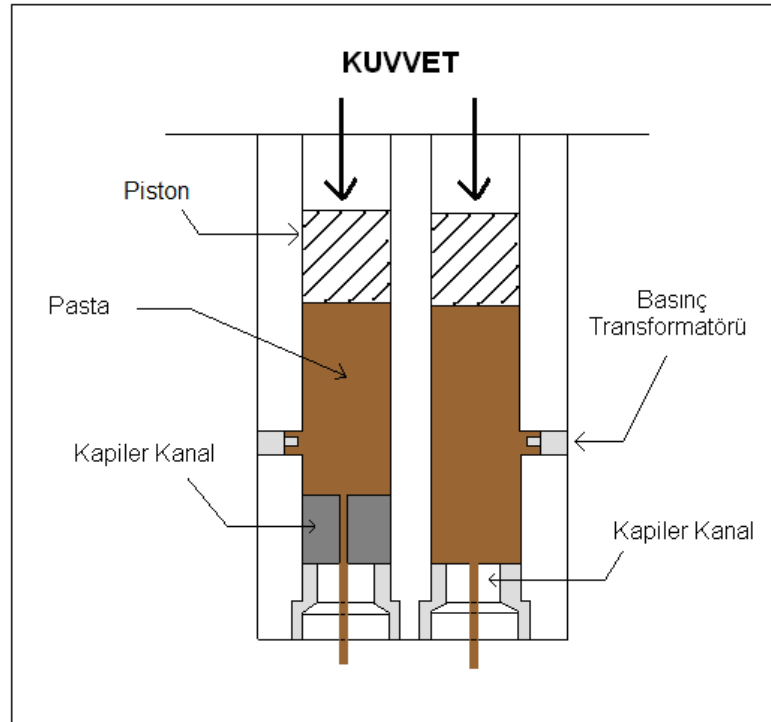 KUVVET
Piston
Pasta
Basınç
Transformatörü
Kapiler Kanal
Kapiler Kanal